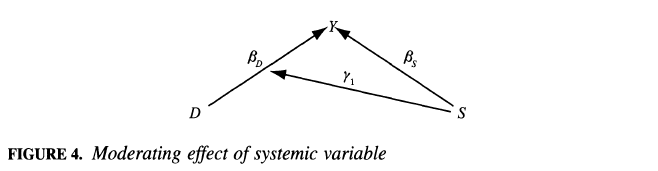 Y
β_D
β_S
γ_1
D
S
FIGURE 4. Moderating effect of systemic variable